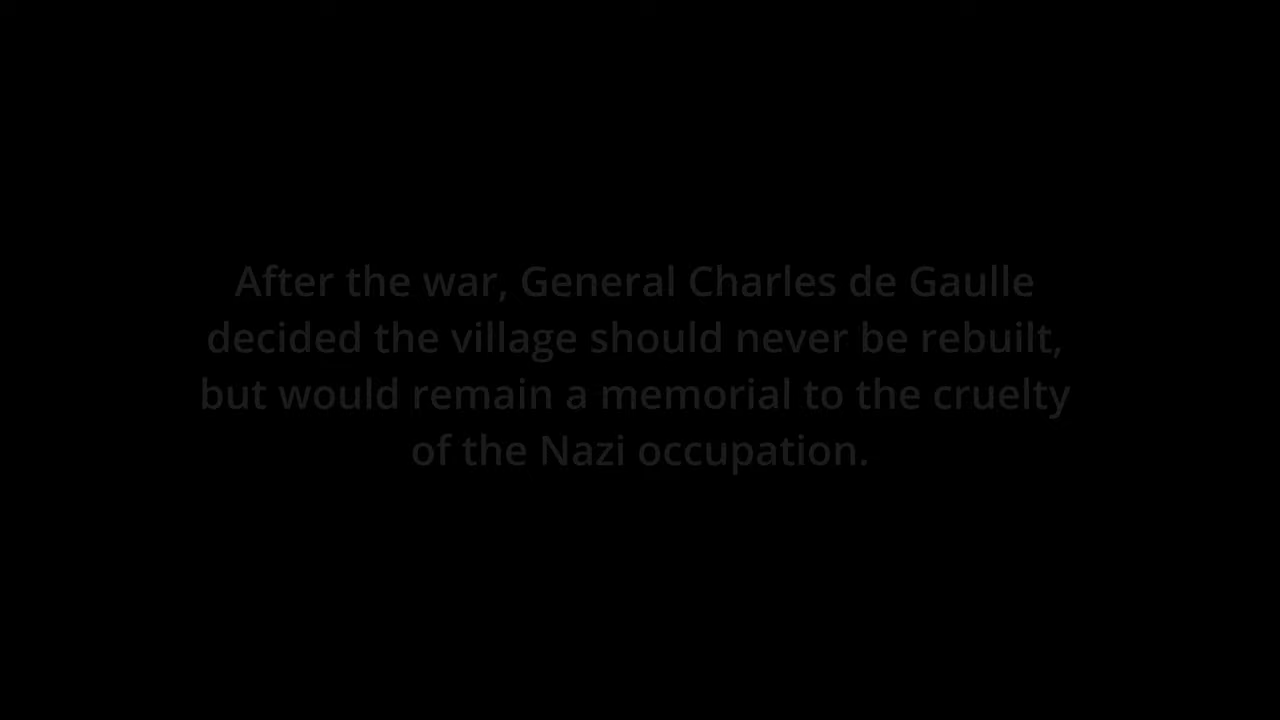 After the war, General Charles de Gaulle
decided the village should never be rebuilt,
but would remain a memorial to the cruelty
of the Nazi occupation.